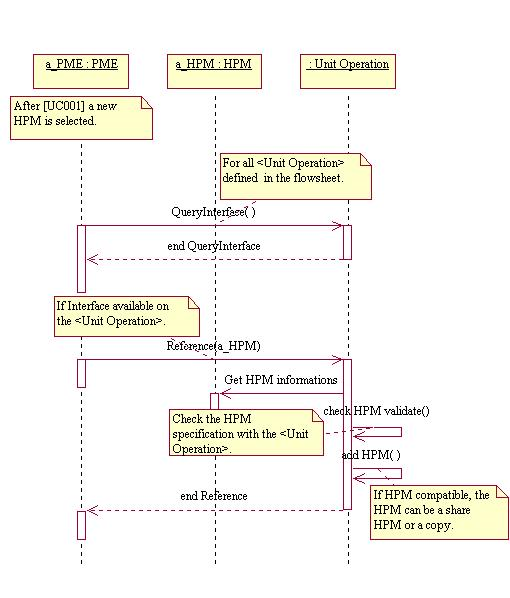 a_PME : PME
a_HPM : HPM
: Unit Operation
After [UC001] a new
HPM is selected.
For all <Unit Operation>
defined in the flowsheet.
QueryInterfase( )
end QueryInterface
If Interface available on
the <Unit Operation>.
Reference(a_HPM)
Get HPM informations
Check the HPM
specification with the <Unit
Operation>.
check HPM validate()
add HPM( )
If HPM compatible, the
HPM can be a share
HPM or a copy.
end Reference